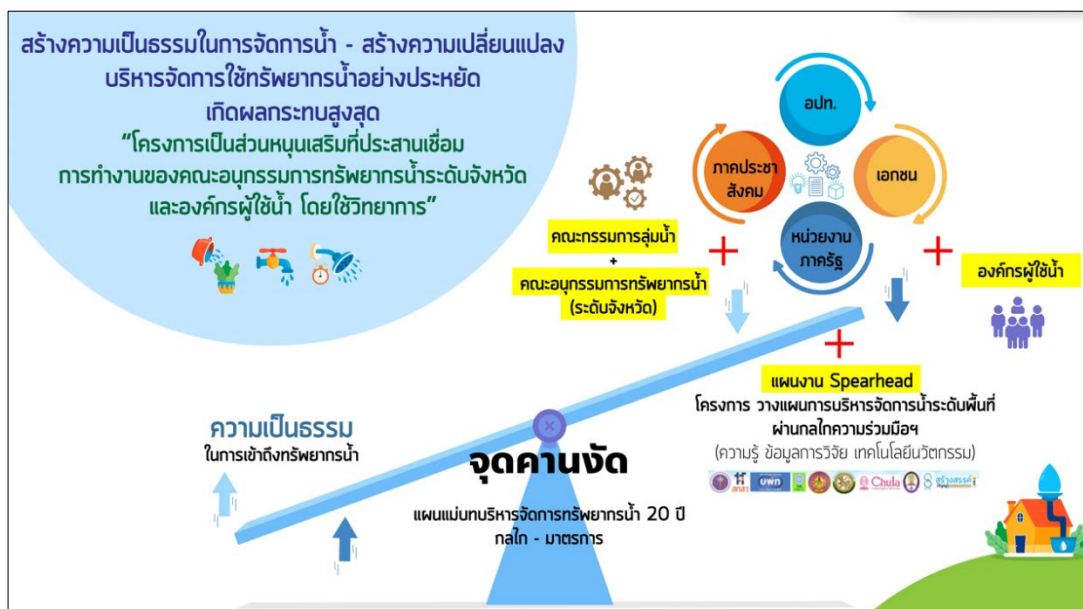 สร้างความเป็นธรรมในการจัดการน้ำ - สร้างความเปลี่ยนแปลง
บริหารจัดการใช้ทรัพยากรน้ำอย่างประหยัด
เกิดผลกระทบสูงสุด
“โครงการเป็นส่วนหนุนเสริมที่ประสานเชื่อม
การทำงานของคณะอนุกรรมการทรัพยากรน้ำระดับจังหวัด
และองค์กรผู้ใช้น้ำ โดยใช้วิทยาการ”
อปท.
ภาคประชา
สังคม
เอกชน
หน่วยงาน
ภาครัฐ
คณะกรรมการลุ่มน้ำ
+
คณะอนุกรรมการทรัพยากรน้ำ
(ระดับจังหวัด)
องค์กรผู้ใช้น้ำ
แผนงาน Spearhead
โครงการ วางแผนการบริหารจัดการน้ำระดับพื้นที่
ผ่านกลไกความร่วมมือฯ
(ความรู้ ข้อมูลการวิจัย เทคโนโลยีนวัตกรรม)
สกสว
บพท
Chula
สร้างสรรค์
ความเป็นธรรม
ในการเข้าถึงทรัพยากรน้ำ
จุดคานงัด
แผนแม่บทบริหารจัดการทรัพยากรน้ำ 20 ปี
กลไก - มาตรการ